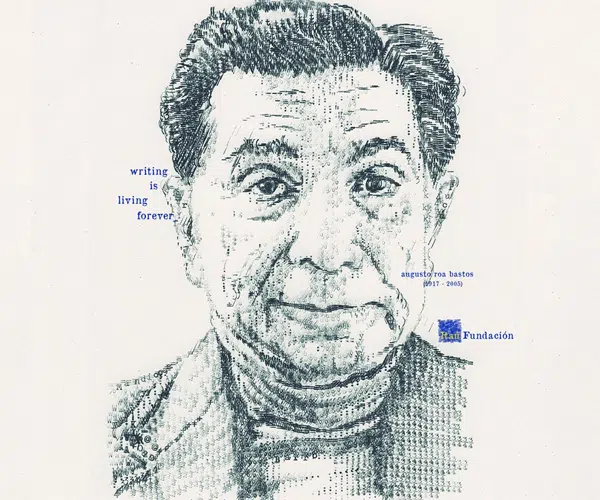 writing
is
living
forever
augusto roa bastos
(1917 - 2005)
Fundación